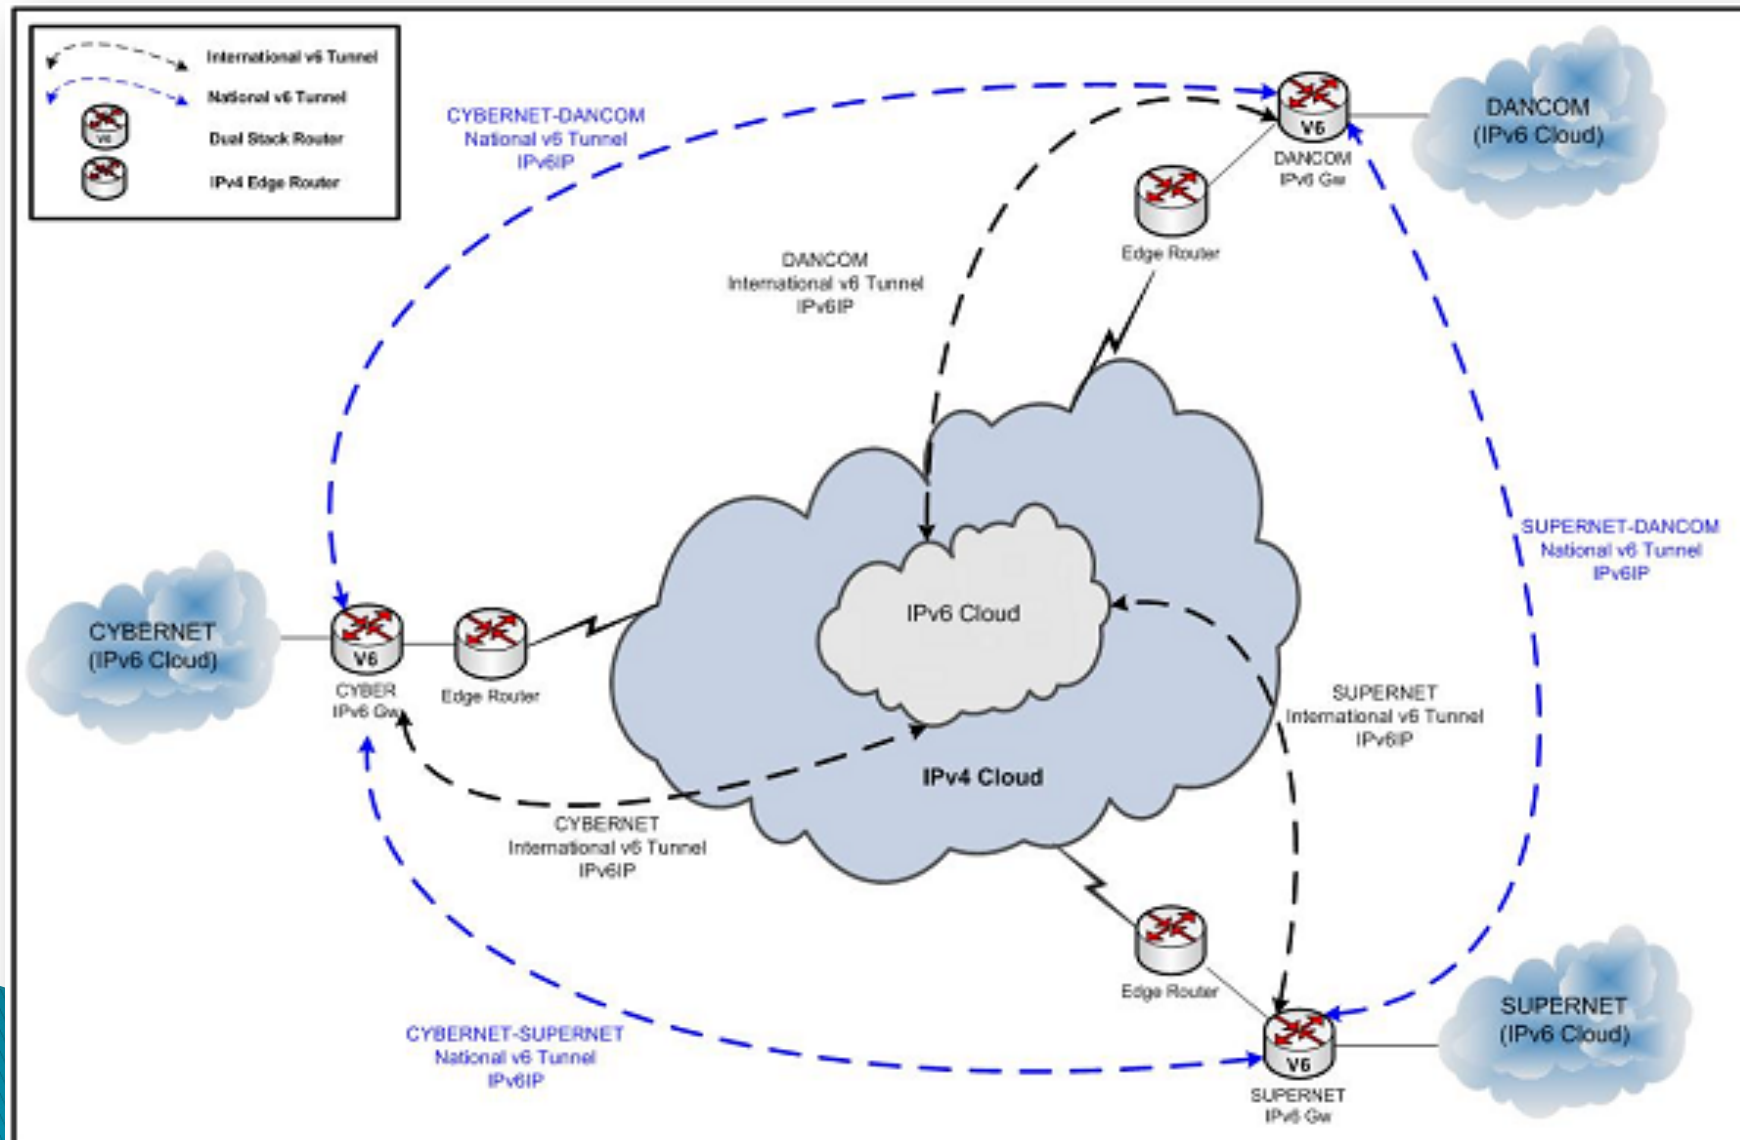 International v6 Tunnel
National v6 Tunnel
V6
Dual Stack Router
IPv4 Edge Router
CYBERNET-DANCOM
National v6 Tunnel
IPv6IP
V6
DANCOM
IPv6 Gw
DANCOM
(IPv6 Cloud)
Edge Router
DANCOM
International v6 Tunnel
IPv6IP
SUPERNET-DANCOM
National v6 Tunnel
IPv6IP
CYBERNET
(IPv6 Cloud)
V6
CYBER
IPv6 Gw
Edge Router
IPv6 Cloud
IPv4 Cloud
SUPERNET
International v6 Tunnel
IPv6IP
CYBERNET
International v6 Tunnel
IPv6IP
Edge Router
CYBERNET-SUPERNET
National v6 Tunnel
IPv6IP
V6
SUPERNET
IPv6 Gw
SUPERNET
(IPv6 Cloud)